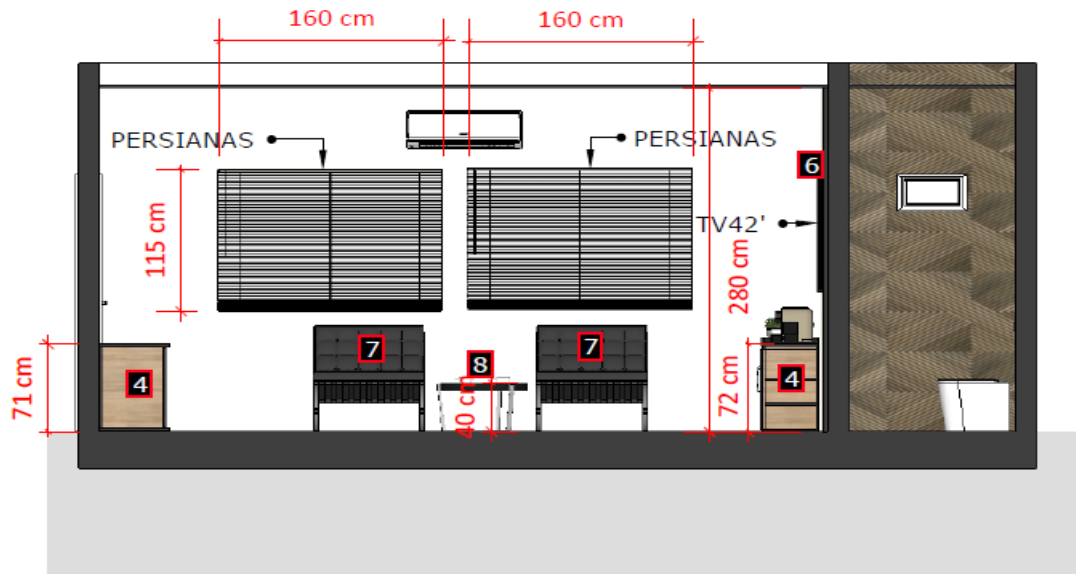 160 cm
160 cm
PERSIANAS
PERSIANAS
6
115 cm
TV42'
280 cm
7
7
8
4
4
71 cm
40 cm
72 cm